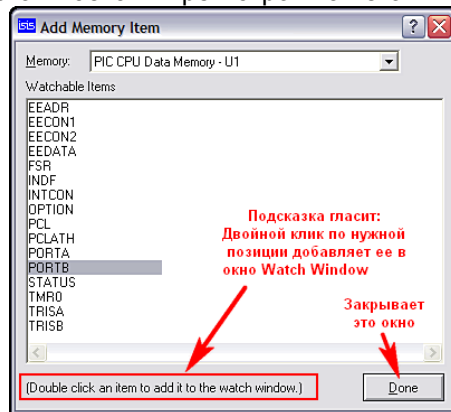 isis Add Memory Item
Memory: PIC CPU Data Memory - U1
Watchable Items
EEADR
EECON1
EECON2
EEDATA
FSR
INDF
INTCON
OPTION
PCL
PCLATH
PORTA
PORTB
STATUS
TMR0
TRISA
TRISB
Подсказка гласит:
Двойной клик по нужной
позиции добавляет ее в
окно Watch Window
Закрывает
это окно
(Double click an item to add it to the watch window.)
Done